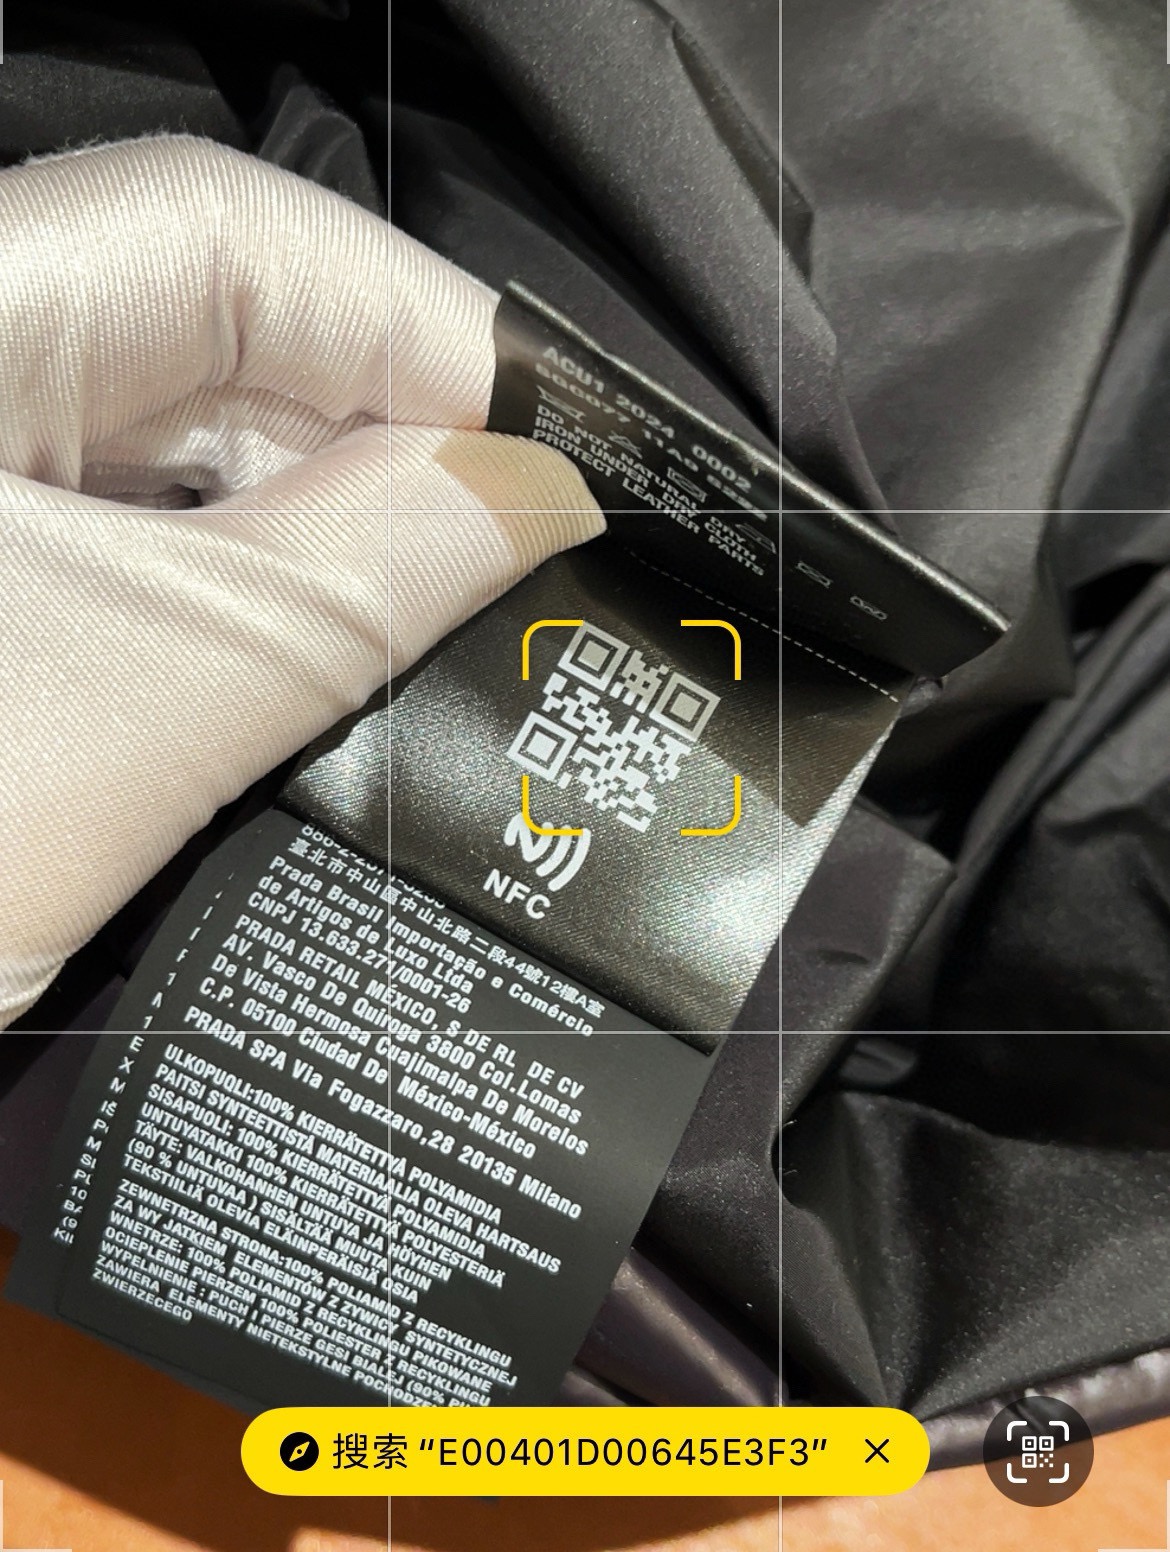 ACU1 2024 0002
DO NOT NATURAL DRY
IRON UNDER DRY CLOTH
PROTECT LEATHER PARTS
NFC
臺北市中山區中山北路二段44號12樓A室
Prada Brasil Importação e Comércio
de Artigos de Luxo Ltda
CNPJ 13.633.271/0001-26
PRADA RETAIL MÉXICO, S DE RL DE CV
AV. Vasco De Quiroga 3800 Col.Lomas
De Vista Hermosa Cuajimalpa De Morelos
C.P. 05100 Ciudad De México-México
PRADA SPA Via Fogazzaro,28 20135 Milano
ULKOPUOLI:100% KIERRÄTETTYÄ POLYAMIDIA
PAITSI SYNTEETTISTÄ MATERIAALIA OLEVA HARTSAUS
SISÄPUOLI: 100% KIERRÄTETTYÄ POLYAMIDIA
UNTUVATAKKI 100% KIERRÄTETTYÄ POLYESTERIÄ
TÄYTE: VALKOHANHEN UNTUVA JA HÖYHEN
(90 % UNTUVAA) SISÄLTÄÄ MUUTA KUIN
TEKSTIILIÄ OLEVIA ELÄINPERÄISIÄ OSIA
ZEWNĘTRZNA STRONA:100% POLIAMID Z RECYKLINGU
ZA WYJĄTKIEM ELEMENTÓW Z ŻYWICY SYNTETYCZNEJ
WNĘTRZE: 100% POLIAMID Z RECYKLINGU PIKOWANE
OCIEPLENIE PIERZEM 100% POLIESTER Z RECYKLINGU
WYPEŁNIENIE: PUCH I PIERZE GĘSI BIAŁEJ (90% PU
ZAWIERA ELEMENTY NIETEKSTYLNE POCHODZE
ZWIERZĘCEGO
搜索 “E00401D00645E3F3”